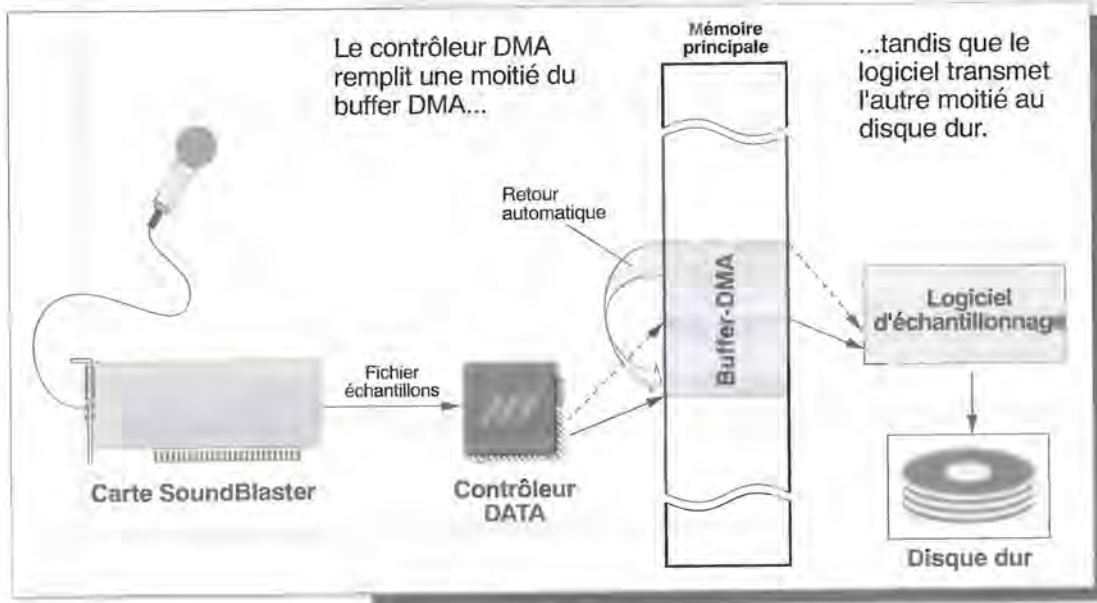 Le contrôleur DMA
remplit une moitié du
buffer DMA...
Mémoire
principale
...tandis que le
logiciel transmet
l'autre moitié au
disque dur.
Retour
automatique
Buffer-DMA
Logiciel
d'échantillonnage
Fichier
échantillons
Carte SoundBlaster
Contrôleur
DATA
Disque dur